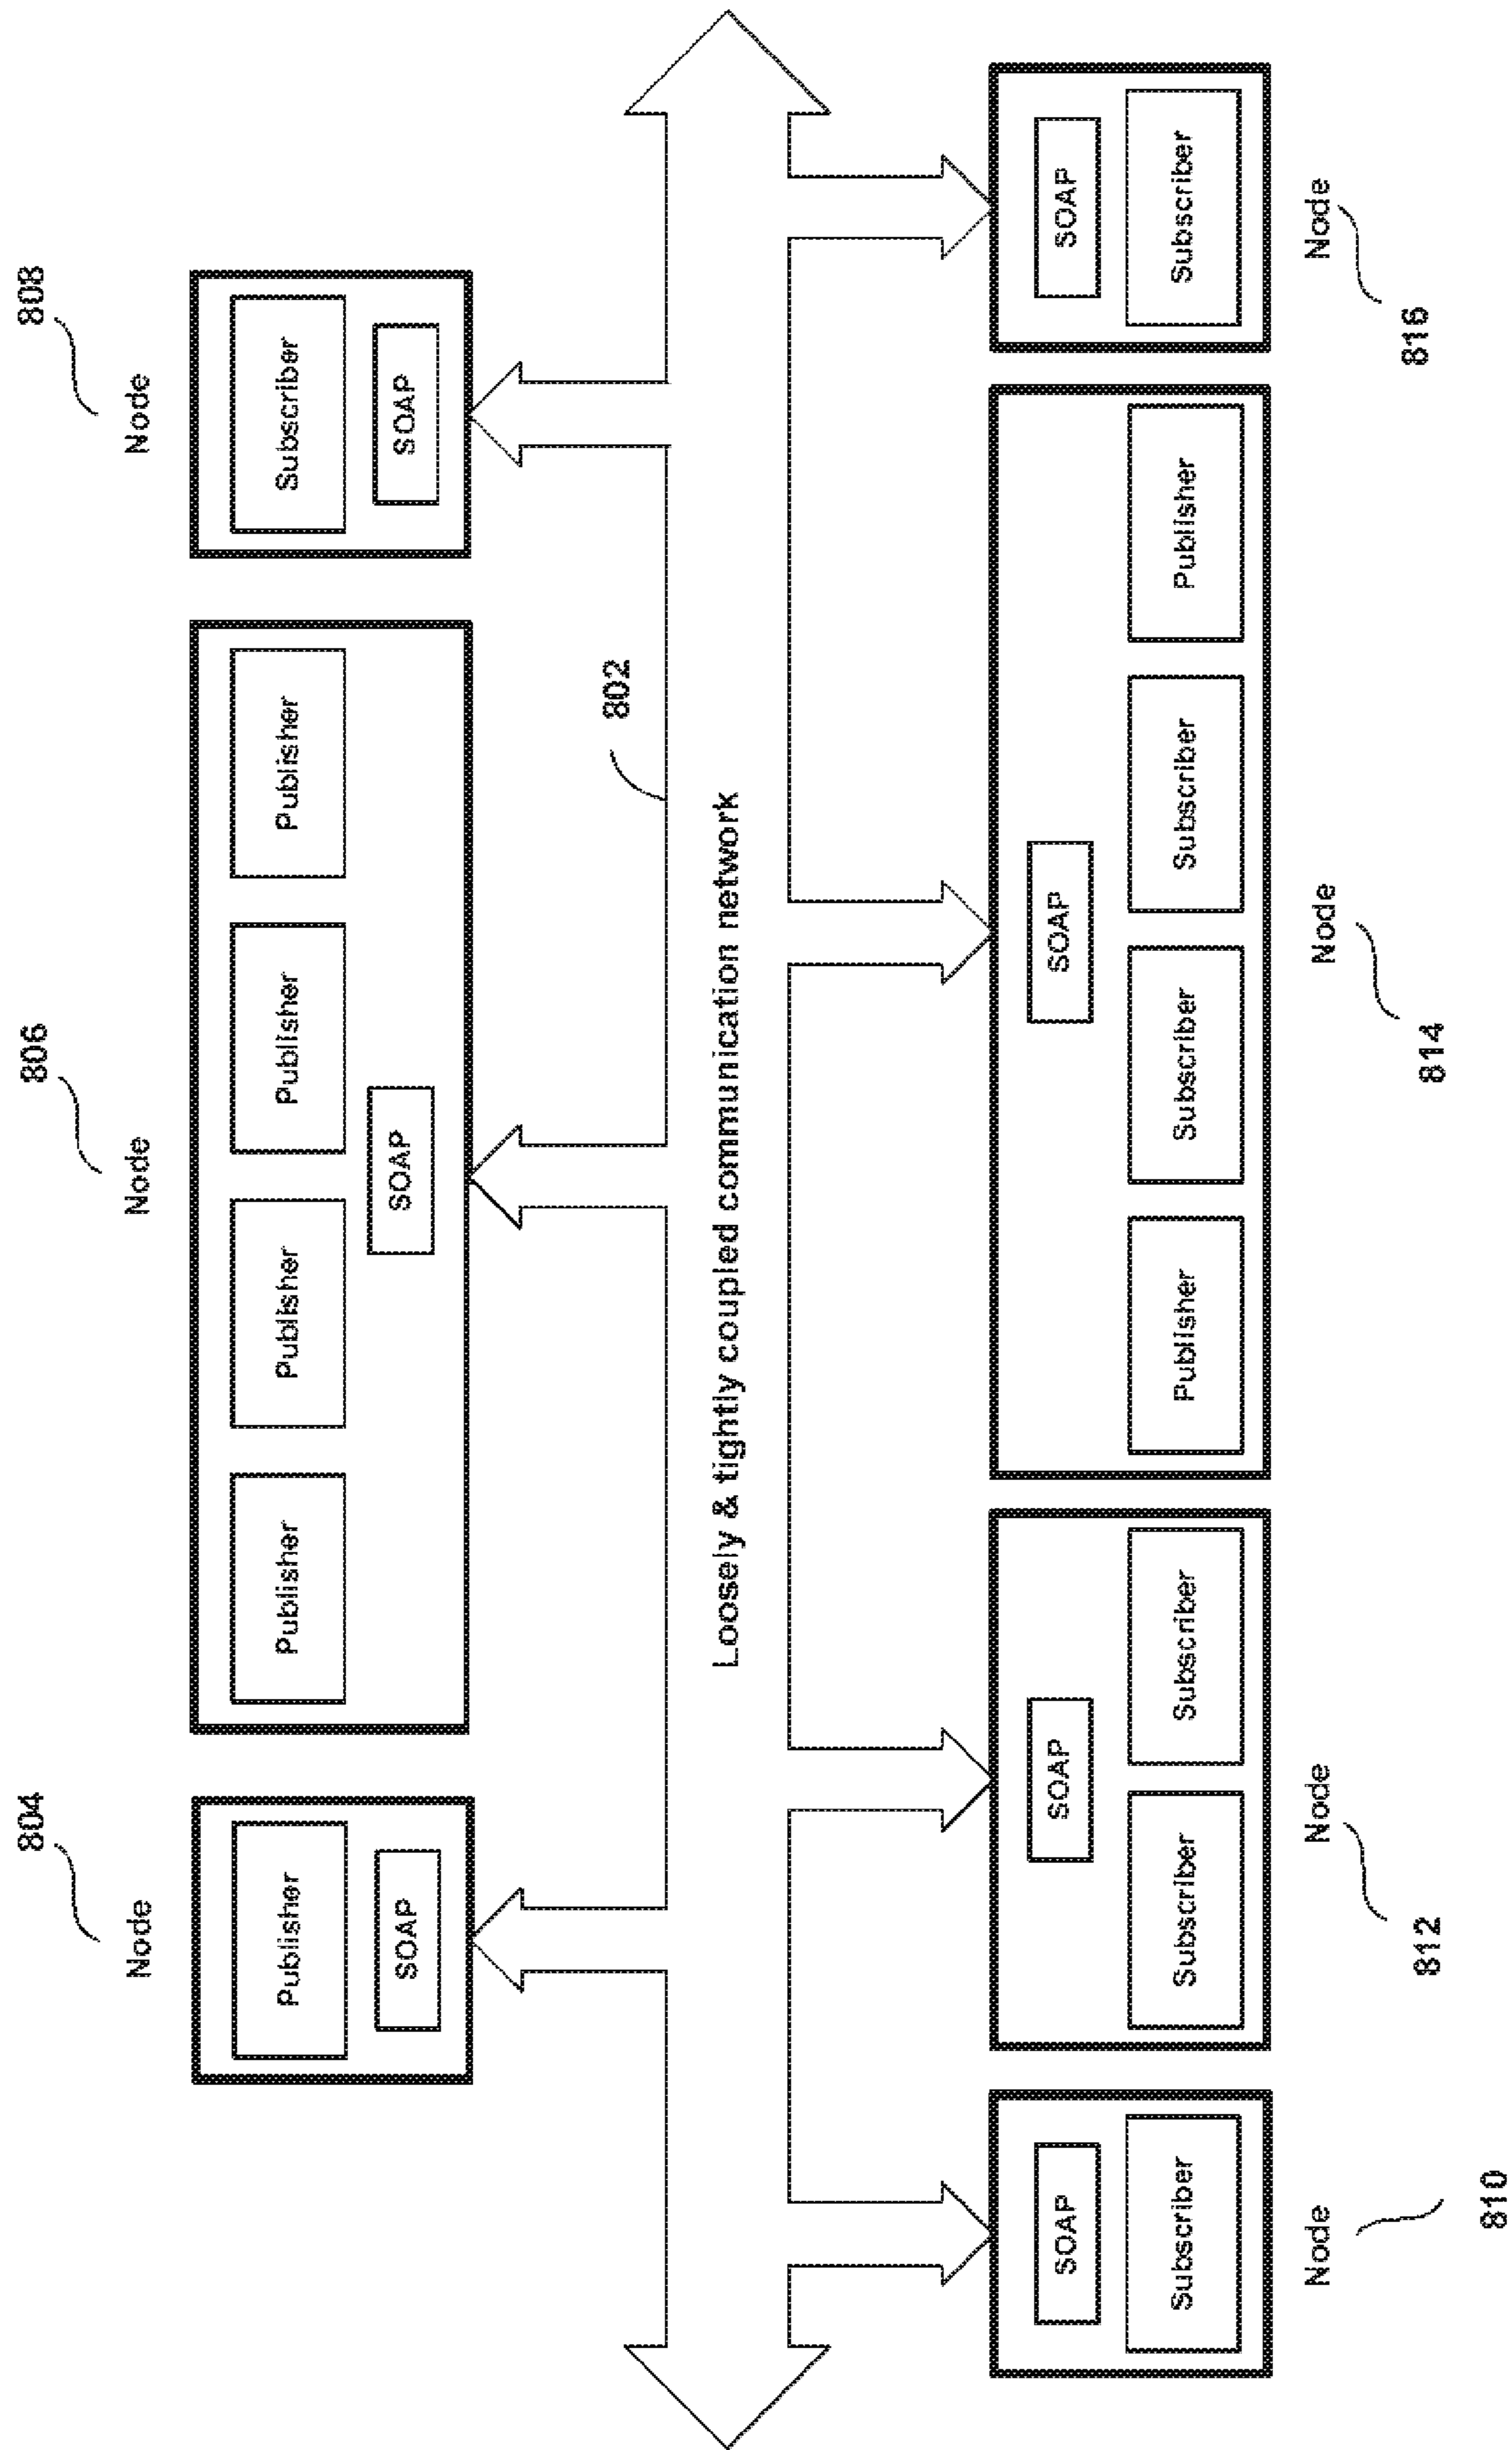 804
806
808
Node
Node
Node
Publisher
Publisher
Publisher
Publisher
Publisher
Subscriber
SOAP
SOAP
SOAP
802
Loosely & tightly coupled communication network
SOAP
SOAP
SOAP
SOAP
Subscriber
Subscriber
Subscriber
Publisher
Subscriber
Subscriber
Publisher
Subscriber
Node
Node
Node
Node
810
812
814
816